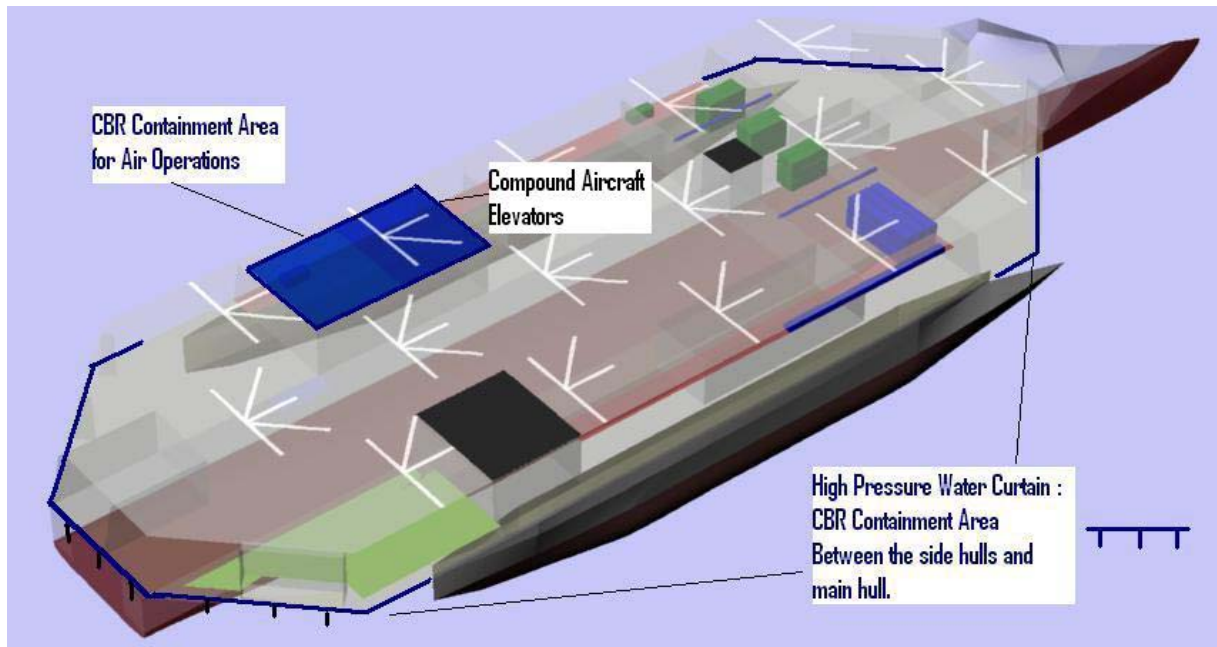 CBR Containment Area
for Air Operations
Compound Aircraft
Elevators
High Pressure Water Curtain :
CBR Containment Area
Between the side hulls and
main hull.